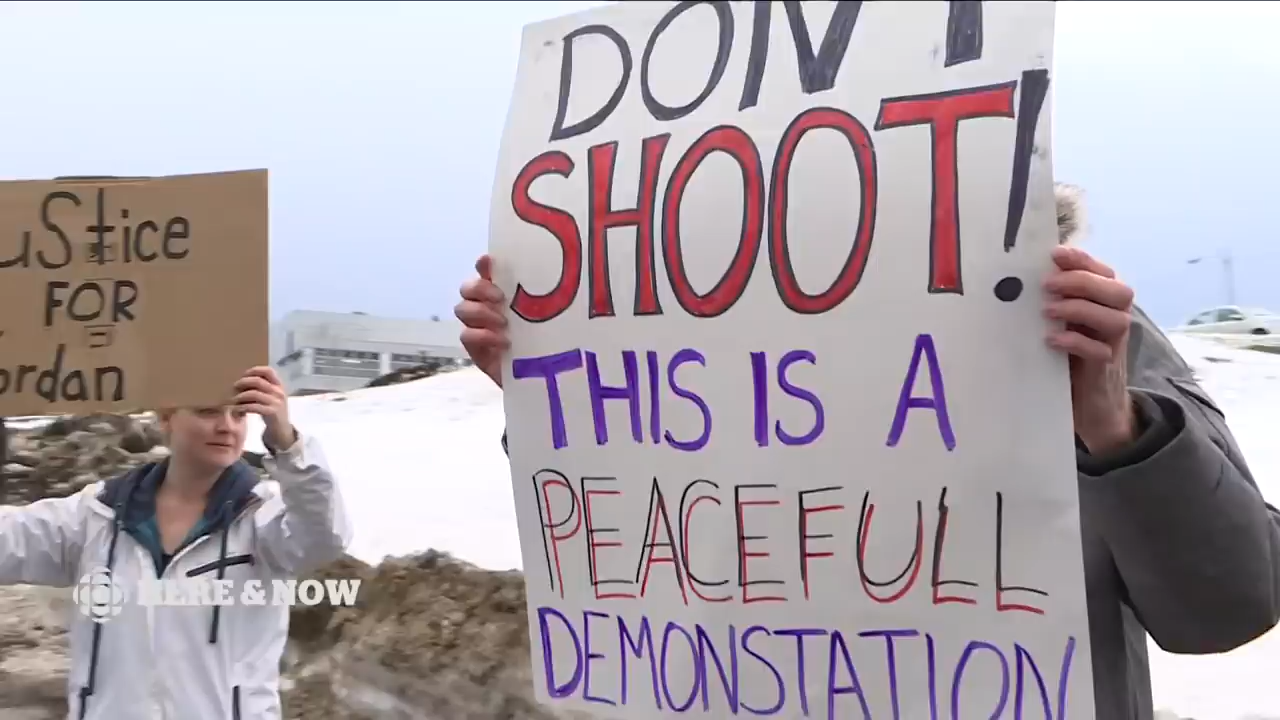 uStice
FOR
ordan
DON'T
SHOOT!
THIS IS A
PEACEFULL
DEMONSTATION
HERE & NOW